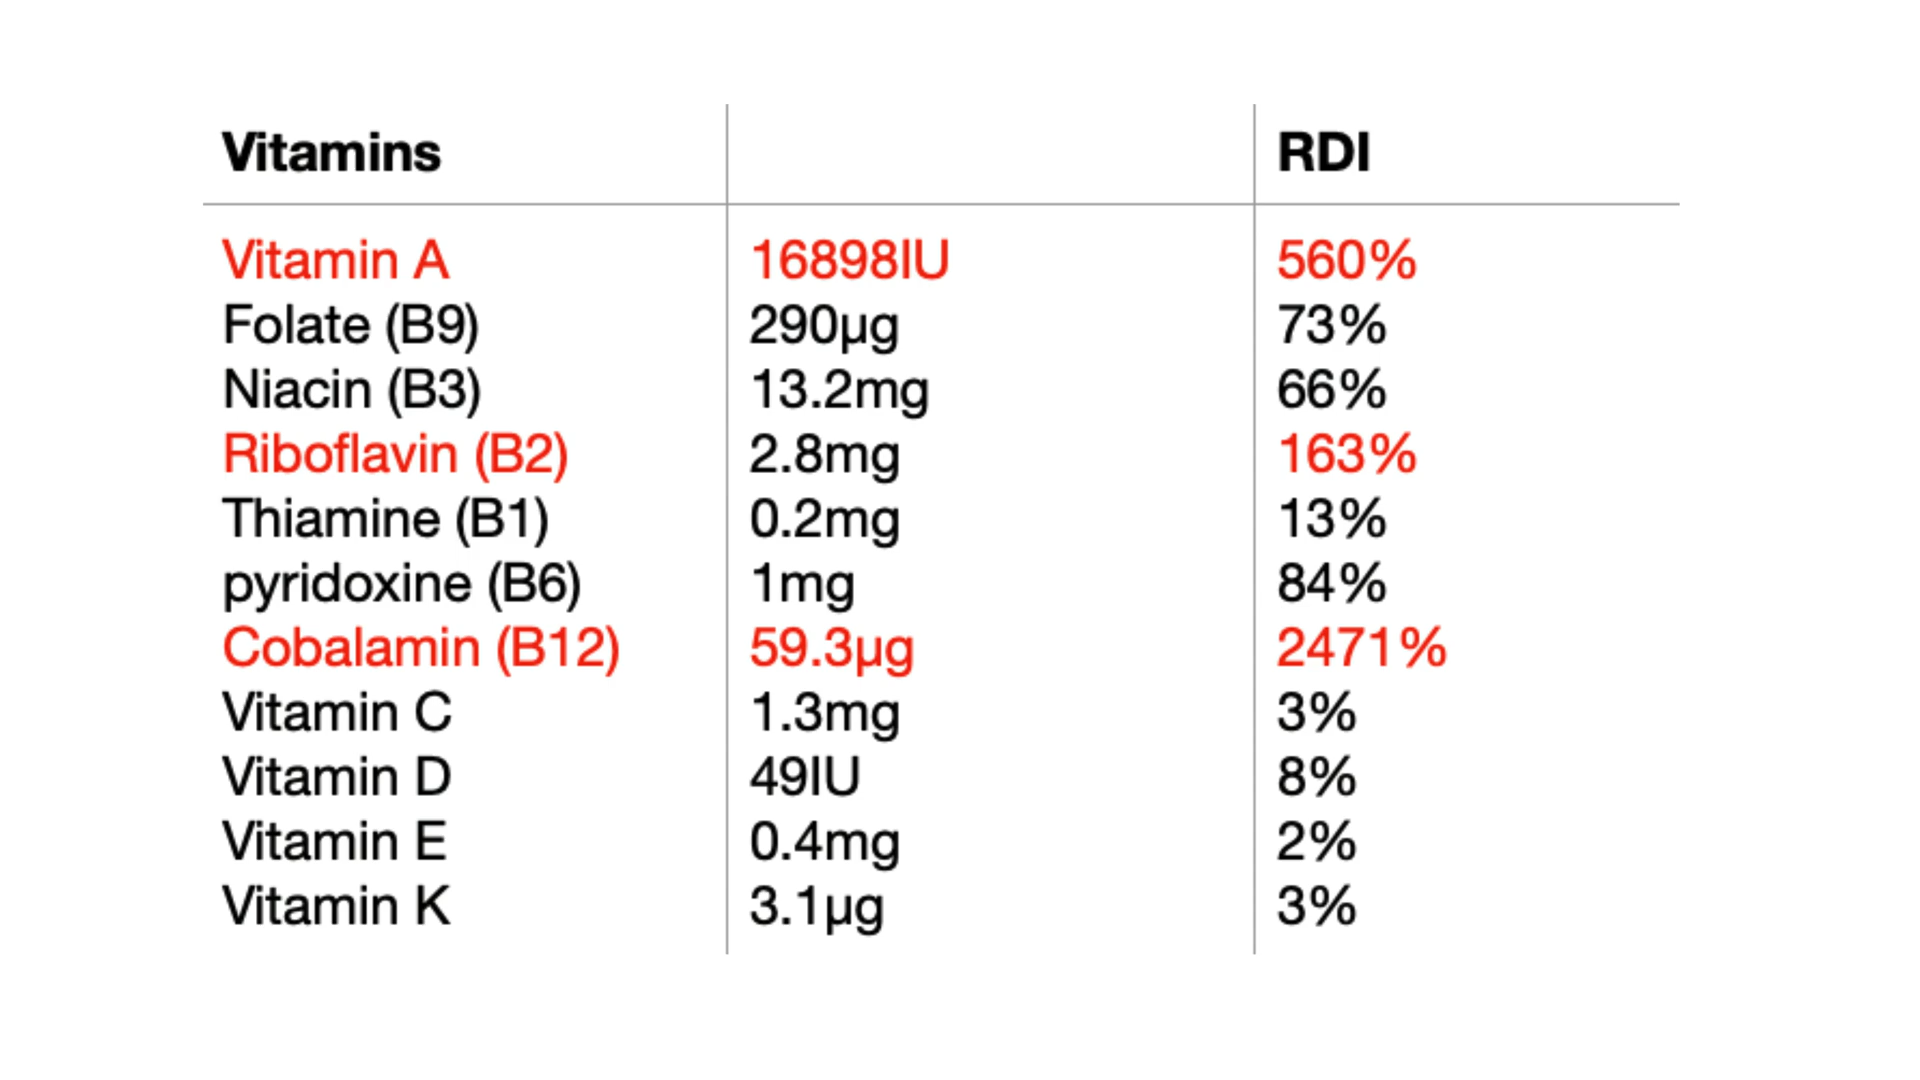 Vitamins RDI
Vitamin A 16898IU 560%
Folate (B9) 290µg 73%
Niacin (B3) 13.2mg 66%
Riboflavin (B2) 2.8mg 163%
Thiamine (B1) 0.2mg 13%
pyridoxine (B6) 1mg 84%
Cobalamin (B12) 59.3µg 2471%
Vitamin C 1.3mg 3%
Vitamin D 49IU 8%
Vitamin E 0.4mg 2%
Vitamin K 3.1µg 3%